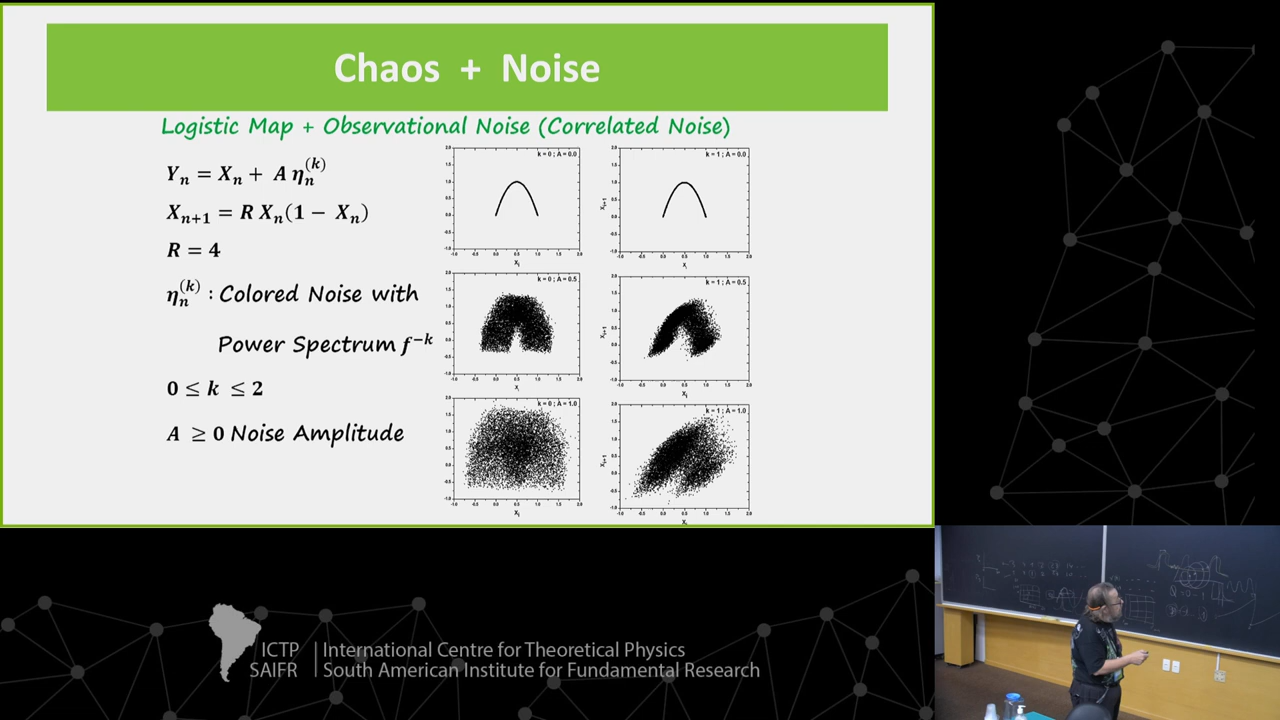 Chaos + Noise
Logistic Map + Observational Noise (Correlated Noise)
Yₙ = Xₙ + A ηₙ⁽ᵏ⁾
Xₙ₊₁ = R Xₙ(1 − Xₙ)
R = 4
ηₙ⁽ᵏ⁾ : Colored Noise with
Power Spectrum f⁻ᵏ
0 ≤ k ≤ 2
A ≥ 0 Noise Amplitude
k = 0 ; A = 0.0
k = 1 ; A = 0.0
k = 0 ; A = 0.5
k = 1 ; A = 0.5
k = 0 ; A = 1.0
k = 1 ; A = 1.0
ICTP
SAIFR
International Centre for Theoretical Physics
South American Institute for Fundamental Research